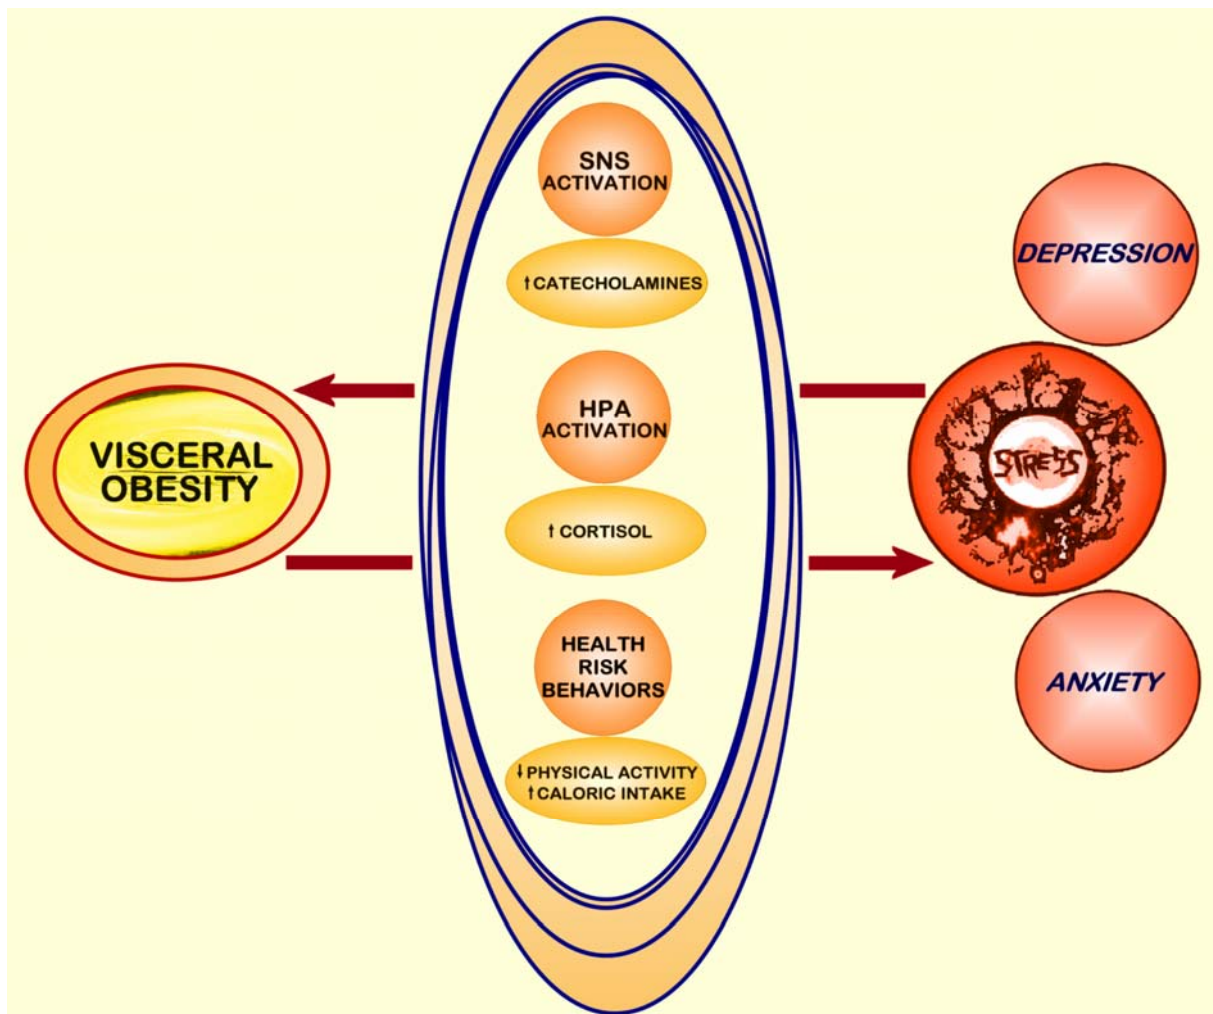 SNS
ACTIVATION
↑CATECHOLAMINES
HPA
ACTIVATION
↑ CORTISOL
HEALTH
RISK
BEHAVIORS
↓PHYSICAL ACTIVITY
↑CALORIC INTAKE
VISCERAL
OBESITY
DEPRESSION
STRESS
ANXIETY